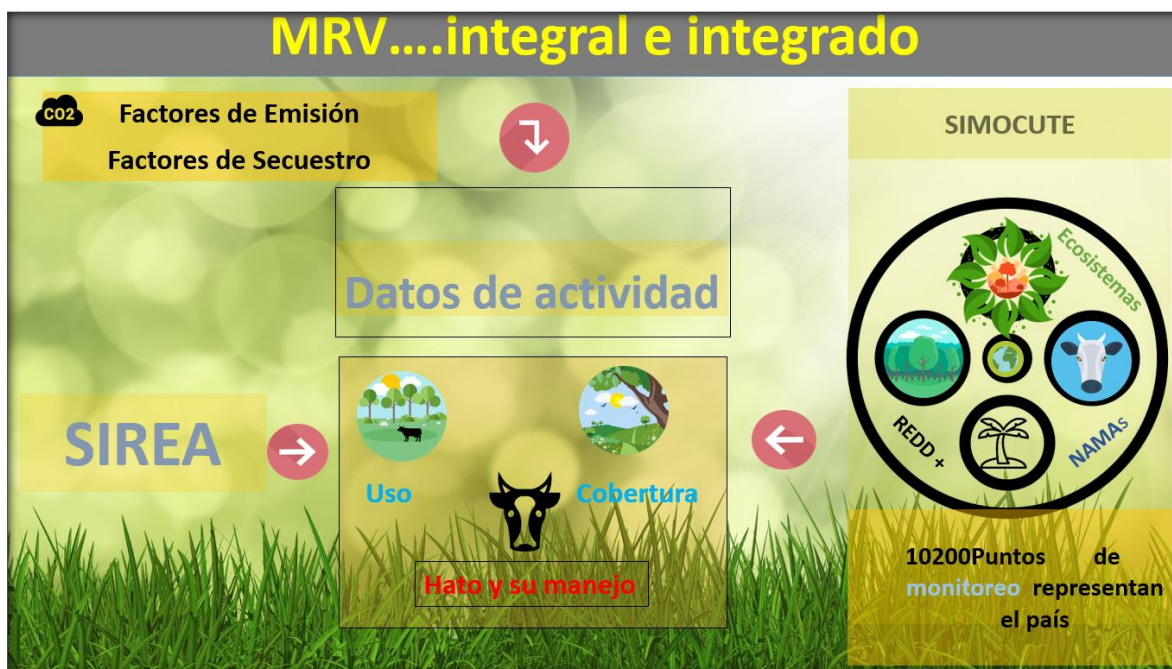 MRV....integral e integrado
CO2
Factores de Emisión
Factores de Secuestro
SIMOCUTE
Datos de actividad
Ecosistemas
SIREA
Uso
Cobertura
REDD +
NAMAs
Hato y su manejo
10200Puntos de
monitoreo representan
el país